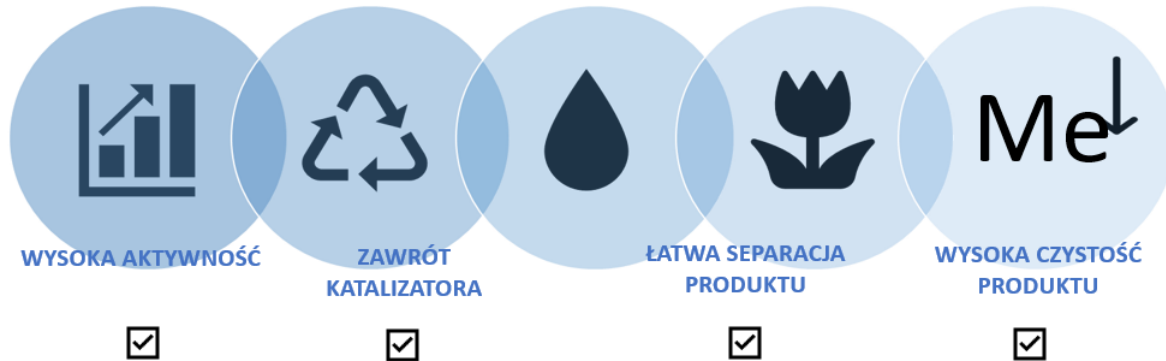 Me
WYSOKA AKTYWNOŚĆ
ZAWRÓT
KATALIZATORA
ŁATWA SEPARACJA
PRODUKTU
WYSOKA CZYSTOŚĆ
PRODUKTU